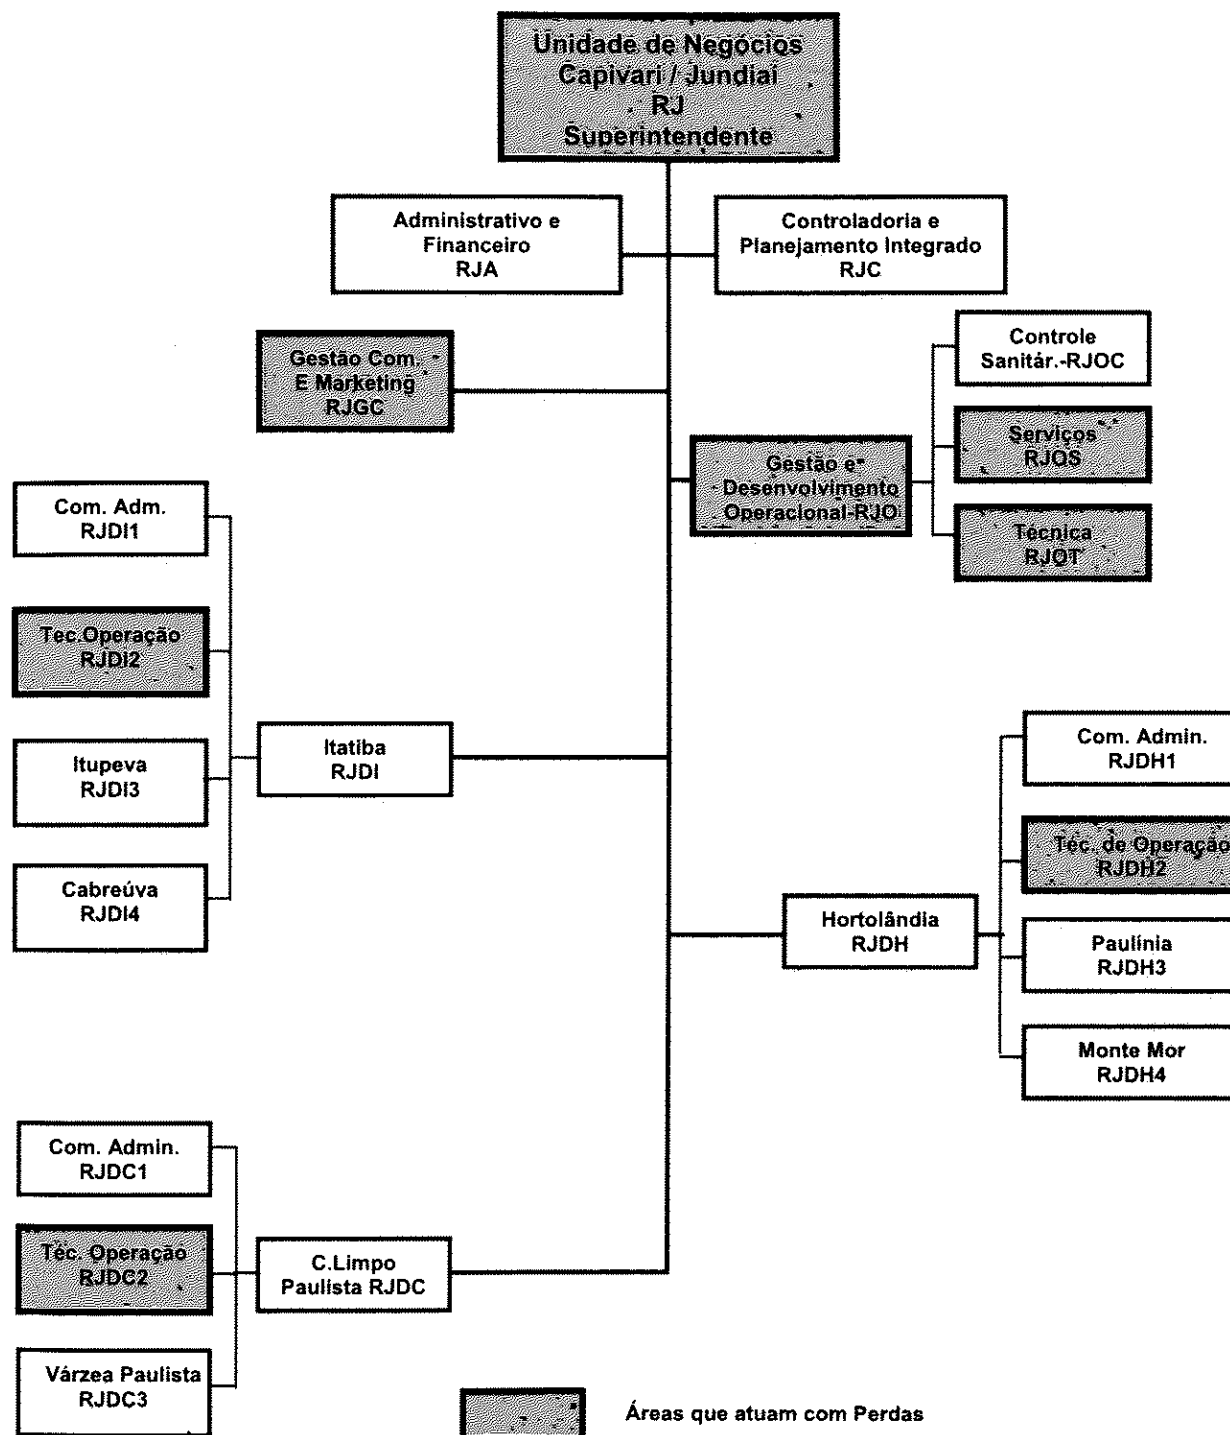 Unidade de Negócios
Capivari / Jundiaí
RJ
Superintendente
Administrativo e
Financeiro
RJA
Controladoria e
Planejamento Integrado
RJC
Gestão Com.
E Marketing
RJGC
Controle
Sanitár.-RJOC
Serviços
RJOS
Técnica
RJOT
Gestão e
Desenvolvimento
Operacional-RJO
Com. Adm.
RJDI1
Tec.Operação
RJDI2
Itupeva
RJDI3
Cabreúva
RJDI4
Itatiba
RJDI
Com. Admin.
RJDH1
Téc. de Operação
RJDH2
Paulínia
RJDH3
Monte Mor
RJDH4
Hortolândia
RJDH
Com. Admin.
RJDC1
Téc. Operação
RJDC2
Várzea Paulista
RJDC3
C.Limpo
Paulista RJDC
Áreas que atuam com Perdas